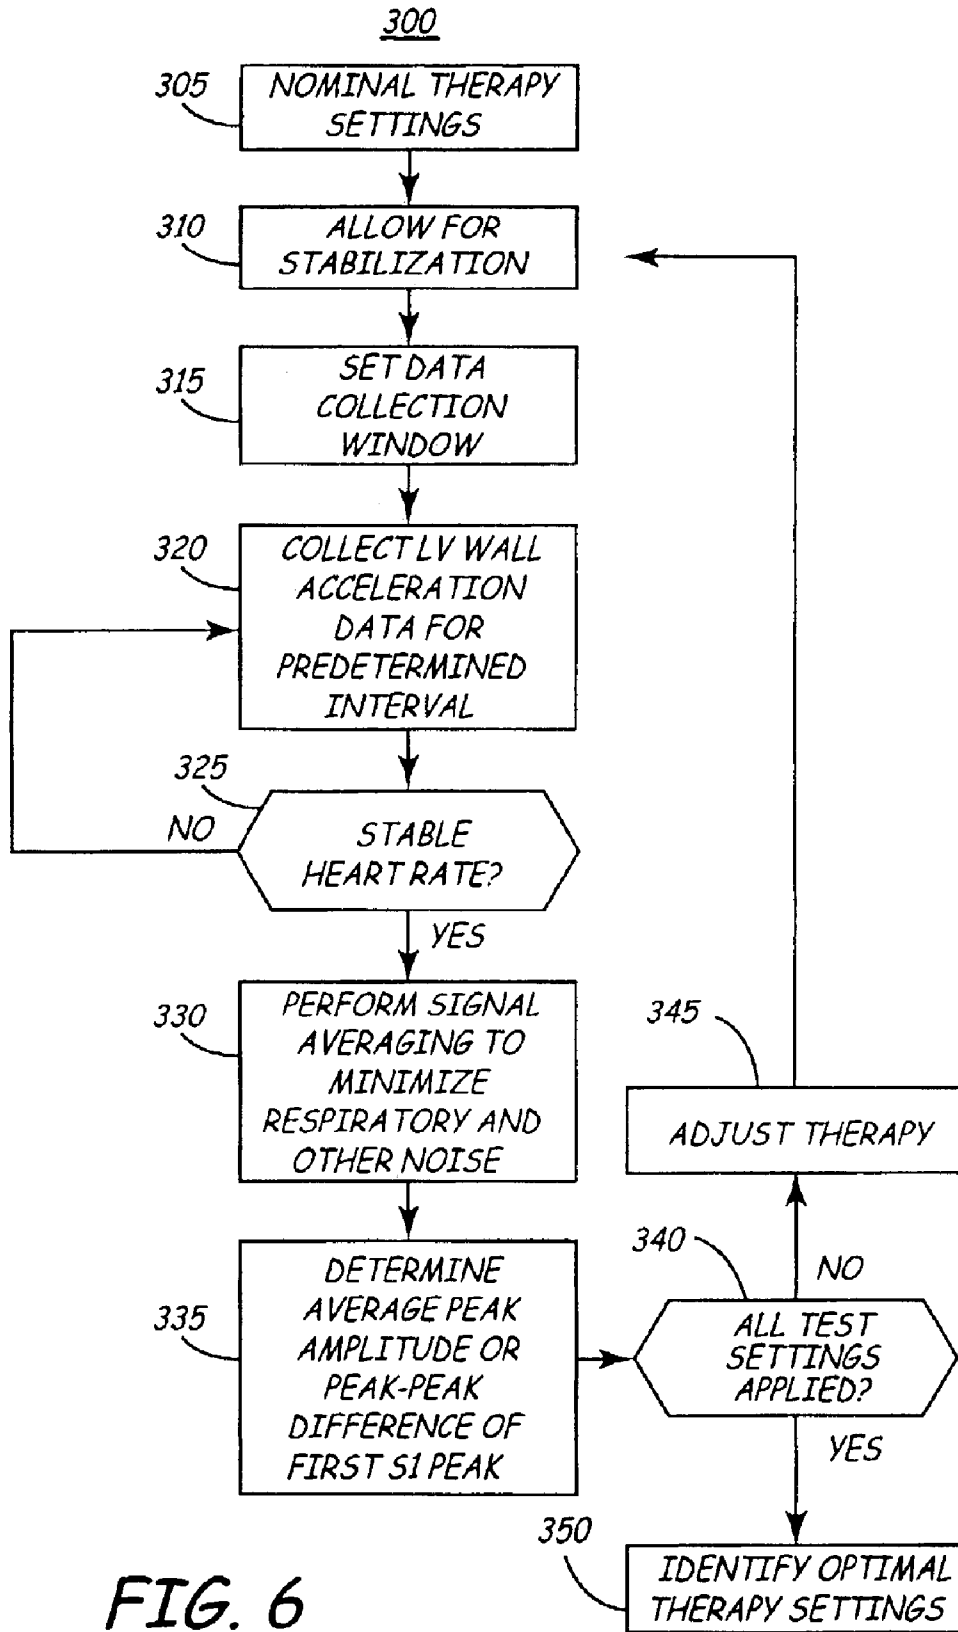 300
305
NOMINAL THERAPY
SETTINGS
310
ALLOW FOR
STABILIZATION
315
SET DATA
COLLECTION
WINDOW
320
COLLECT LV WALL
ACCELERATION
DATA FOR
PREDETERMINED
INTERVAL
325
NO
STABLE
HEART RATE?
YES
330
PERFORM SIGNAL
AVERAGING TO
MINIMIZE
RESPIRATORY AND
OTHER NOISE
335
DETERMINE
AVERAGE PEAK
AMPLITUDE OR
PEAK-PEAK
DIFFERENCE OF
FIRST S1 PEAK
340
ALL TEST
SETTINGS
APPLIED?
NO
345
ADJUST THERAPY
YES
350
IDENTIFY OPTIMAL
THERAPY SETTINGS
FIG. 6